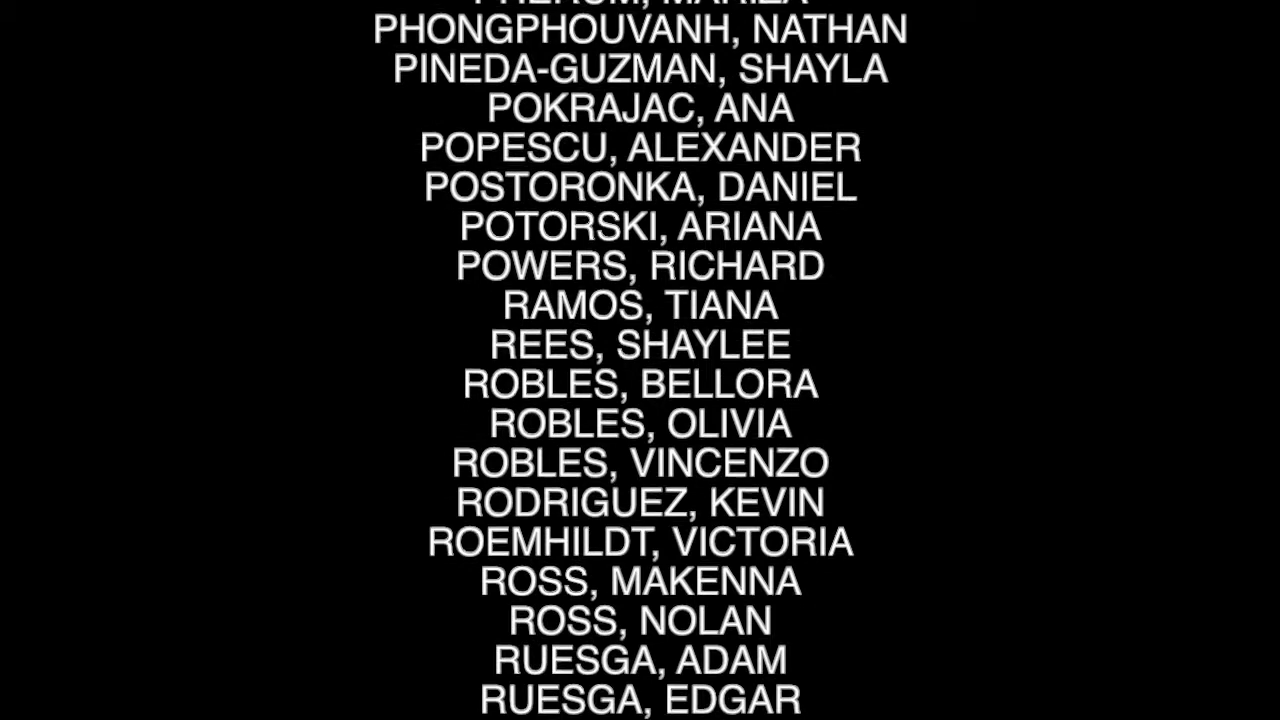 PHONGPHOUVANH, NATHAN
PINEDA-GUZMAN, SHAYLA
POKRAJAC, ANA
POPESCU, ALEXANDER
POSTORONKA, DANIEL
POTORSKI, ARIANA
POWERS, RICHARD
RAMOS, TIANA
REES, SHAYLEE
ROBLES, BELLORA
ROBLES, OLIVIA
ROBLES, VINCENZO
RODRIGUEZ, KEVIN
ROEMHILDT, VICTORIA
ROSS, MAKENNA
ROSS, NOLAN
RUESGA, ADAM
RUESGA, EDGAR